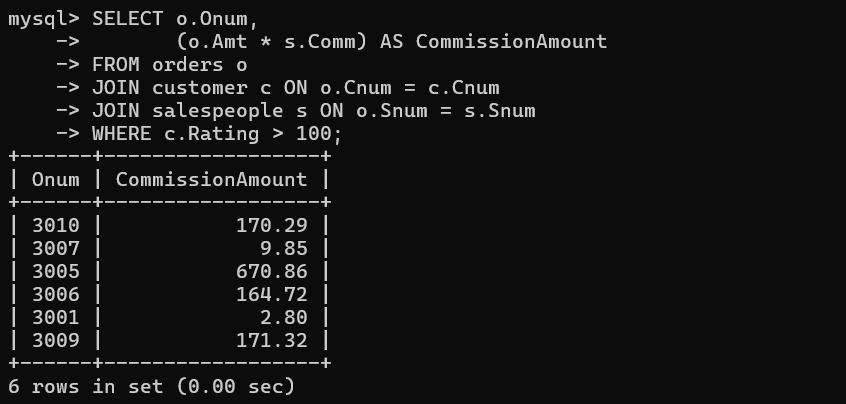 mysql> SELECT o.Onum,
    ->        (o.Amt * s.Comm) AS CommissionAmount
    -> FROM orders o
    -> JOIN customer c ON o.Cnum = c.Cnum
    -> JOIN salespeople s ON o.Snum = s.Snum
    -> WHERE c.Rating > 100;
+------+------------------+
| Onum | CommissionAmount |
+------+------------------+
| 3010 |           170.29 |
| 3007 |             9.85 |
| 3005 |           670.86 |
| 3006 |           164.72 |
| 3001 |             2.80 |
| 3009 |           171.32 |
+------+------------------+
6 rows in set (0.00 sec)